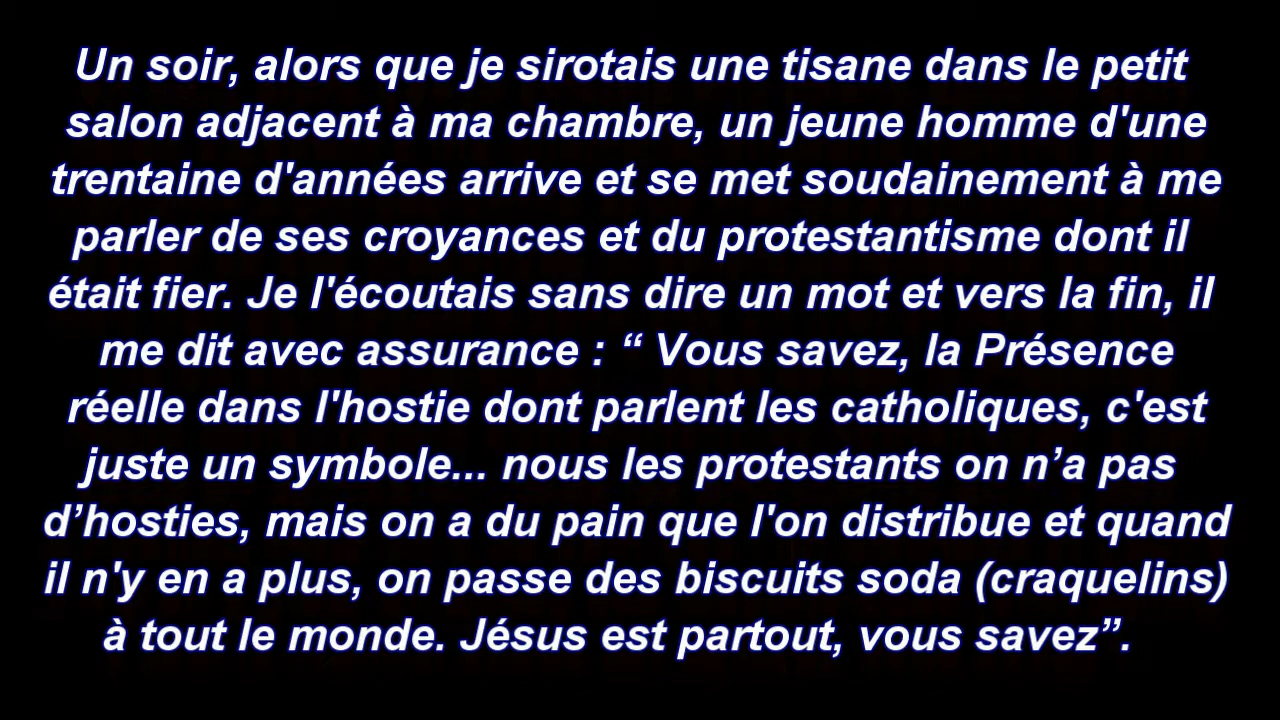 Un soir, alors que je sirotais une tisane dans le petit
salon adjacent à ma chambre, un jeune homme d'une
trentaine d'années arrive et se met soudainement à me
parler de ses croyances et du protestantisme dont il
était fier. Je l'écoutais sans dire un mot et vers la fin, il
me dit avec assurance : “ Vous savez, la Présence
réelle dans l'hostie dont parlent les catholiques, c'est
juste un symbole... nous les protestants on n’a pas
d’hosties, mais on a du pain que l'on distribue et quand
il n'y en a plus, on passe des biscuits soda (craquelins)
à tout le monde. Jésus est partout, vous savez”.